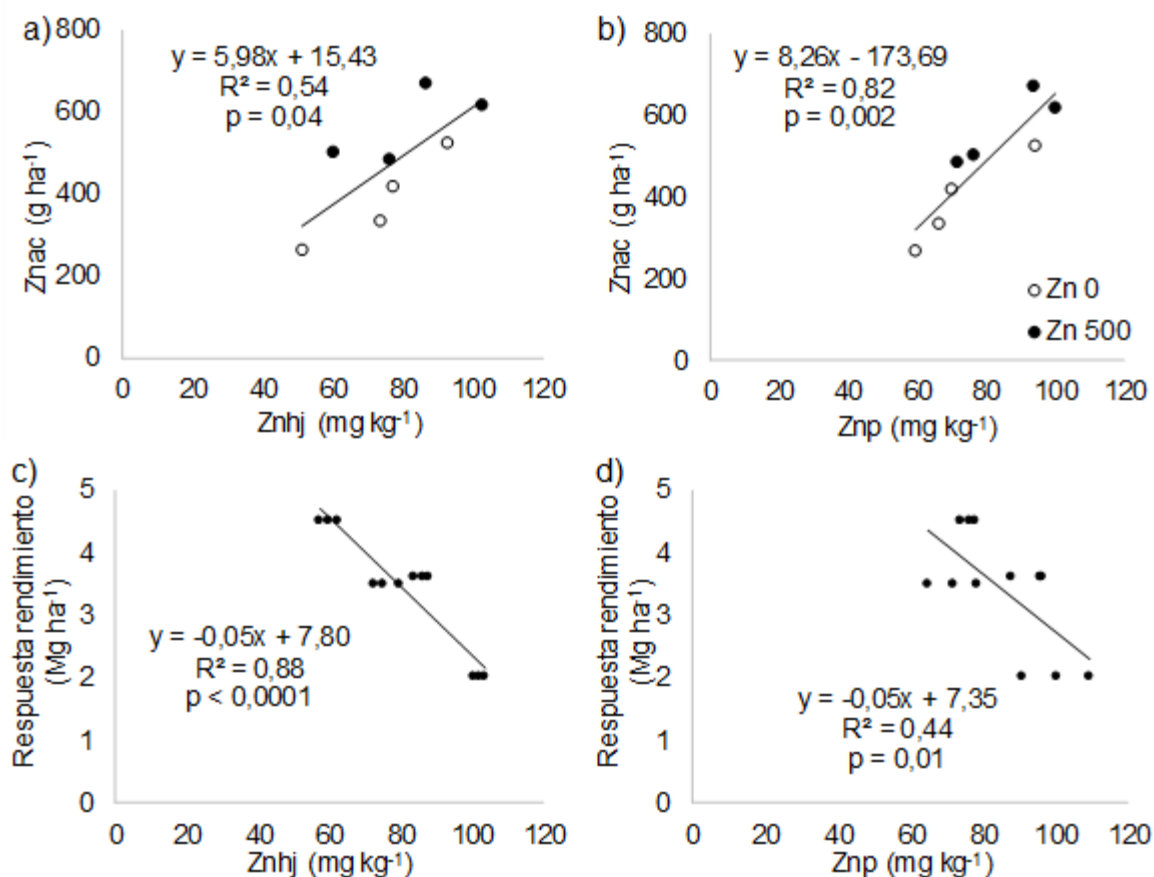 a)
800
600
400
200
0
Znac (g ha⁻¹)
y = 5,98x + 15,43
R² = 0,54
p = 0,04
0 20 40 60 80 100 120
Znhj (mg kg⁻¹)
b)
800
600
400
200
0
Znac (g ha⁻¹)
y = 8,26x - 173,69
R² = 0,82
p = 0,002
Zn 0
Zn 500
0 20 40 60 80 100 120
Znp (mg kg⁻¹)
c)
5
4
3
2
1
0
Respuesta rendimiento
(Mg ha⁻¹)
y = -0,05x + 7,80
R² = 0,88
p < 0,0001
0 20 40 60 80 100 120
Znhj (mg kg⁻¹)
d)
5
4
3
2
1
0
Respuesta rendimiento
(Mg ha⁻¹)
y = -0,05x + 7,35
R² = 0,44
p = 0,01
0 20 40 60 80 100 120
Znp (mg kg⁻¹)